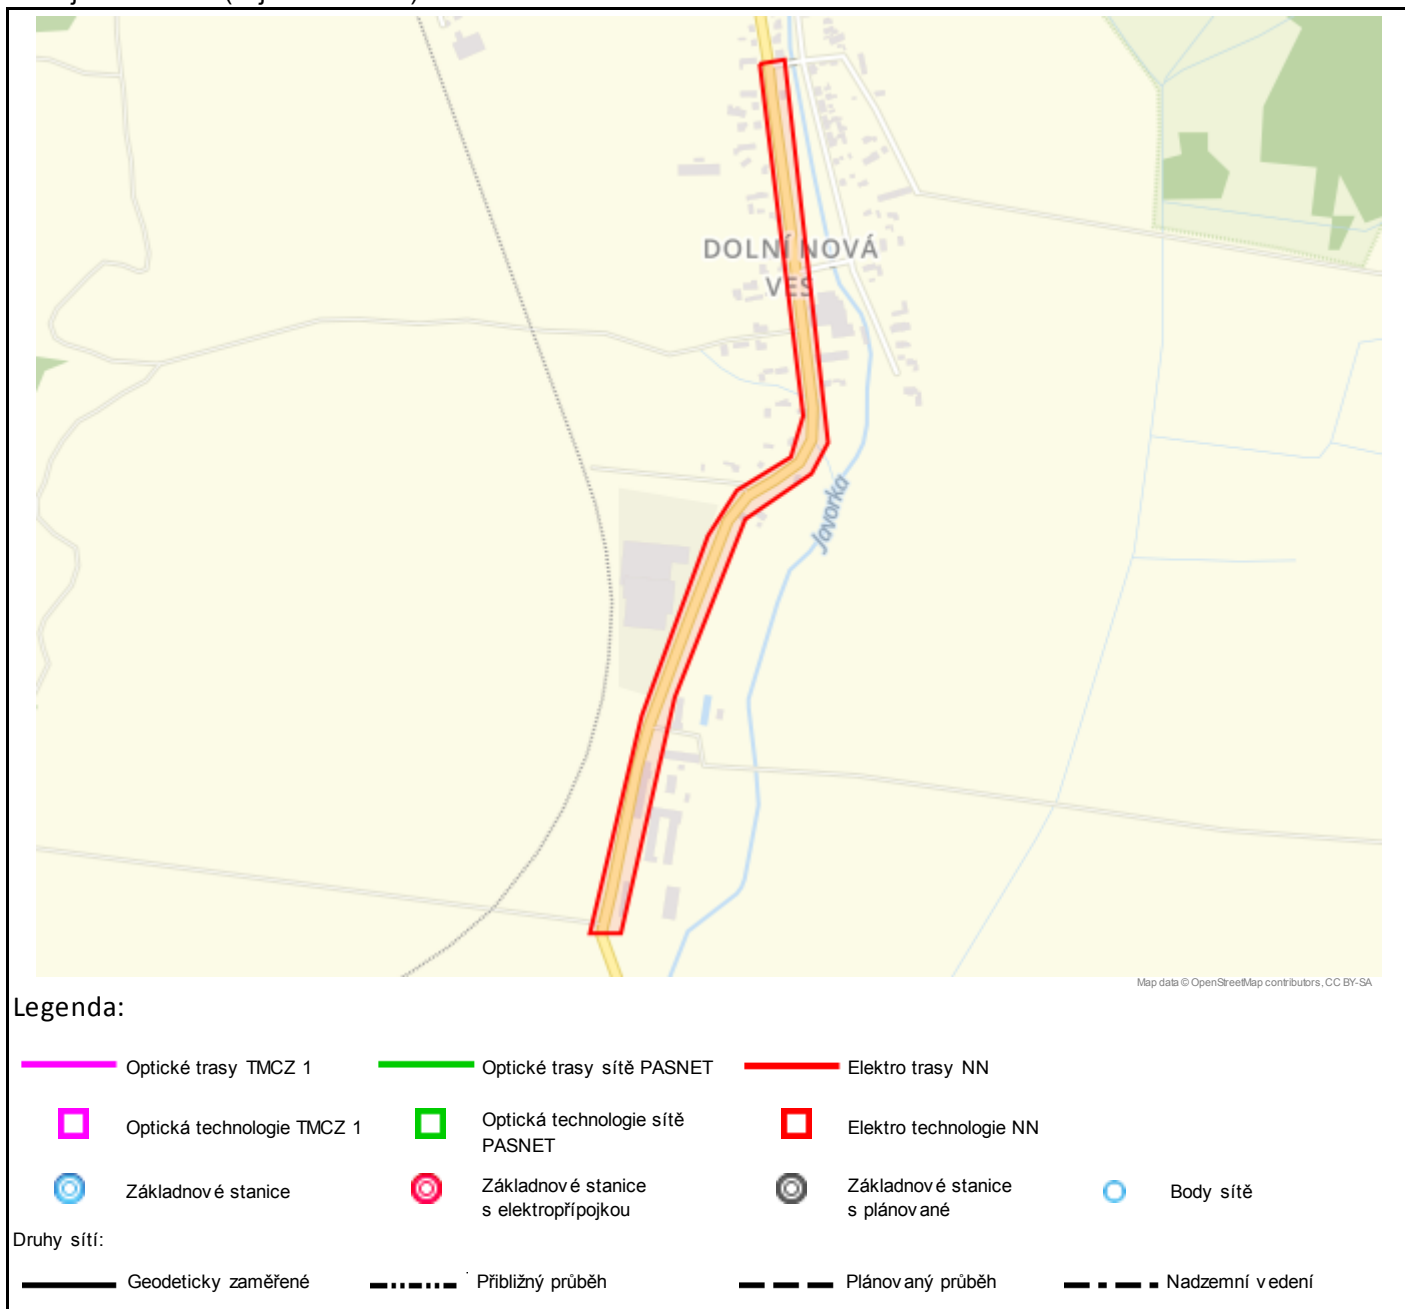 DOLNÍ NOVÁ
VES
Javorka
Map data © OpenStreetMap contributors, CC BY-SA
Legenda:
Optické trasy TMCZ 1
Optické trasy sítě PASNET
Elektro trasy NN
Optická technologie TMCZ 1
Optická technologie sítě
PASNET
Elektro technologie NN
Základnové stanice
Základnové stanice
s elektropřípojkou
Základnové stanice
s plánované
Body sítě
Druhy sítí:
Geodeticky zaměřené
Přibližný průběh
Plánovaný průběh
Nadzemní vedení